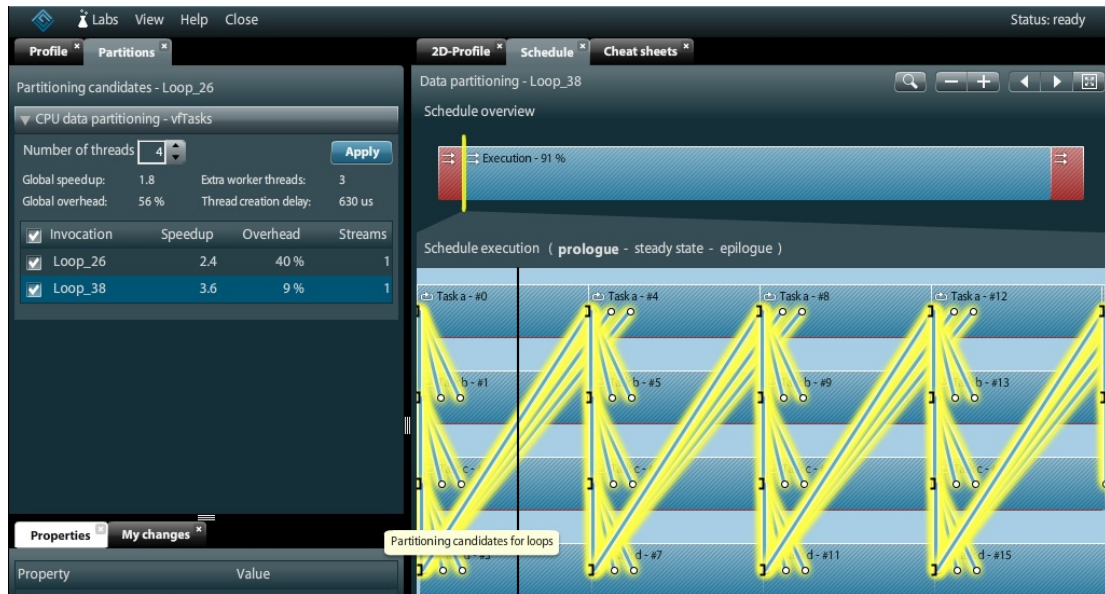 Labs View Help Close Status: ready
Profile Partitions
Partitioning candidates - Loop_26
CPU data partitioning - vfTasks
Number of threads 4 Apply
Global speedup: 1.8 Extra worker threads: 3
Global overhead: 56 % Thread creation delay: 630 us
Invocation Speedup Overhead Streams
Loop_26 2.4 40 % 1
Loop_38 3.6 9 % 1
Properties My changes
Property Value
2D-Profile Schedule Cheat sheets
Data partitioning - Loop_38
Schedule overview
Execution - 91 %
Schedule execution ( prologue - steady state - epilogue )
Task a - #0 Task a - #4 Task a - #8 Task a - #12
b - #1 b - #5 b - #9 b - #13
c - c - c - c -
Partitioning candidates for loops
d - #7 d - #11 d - #15